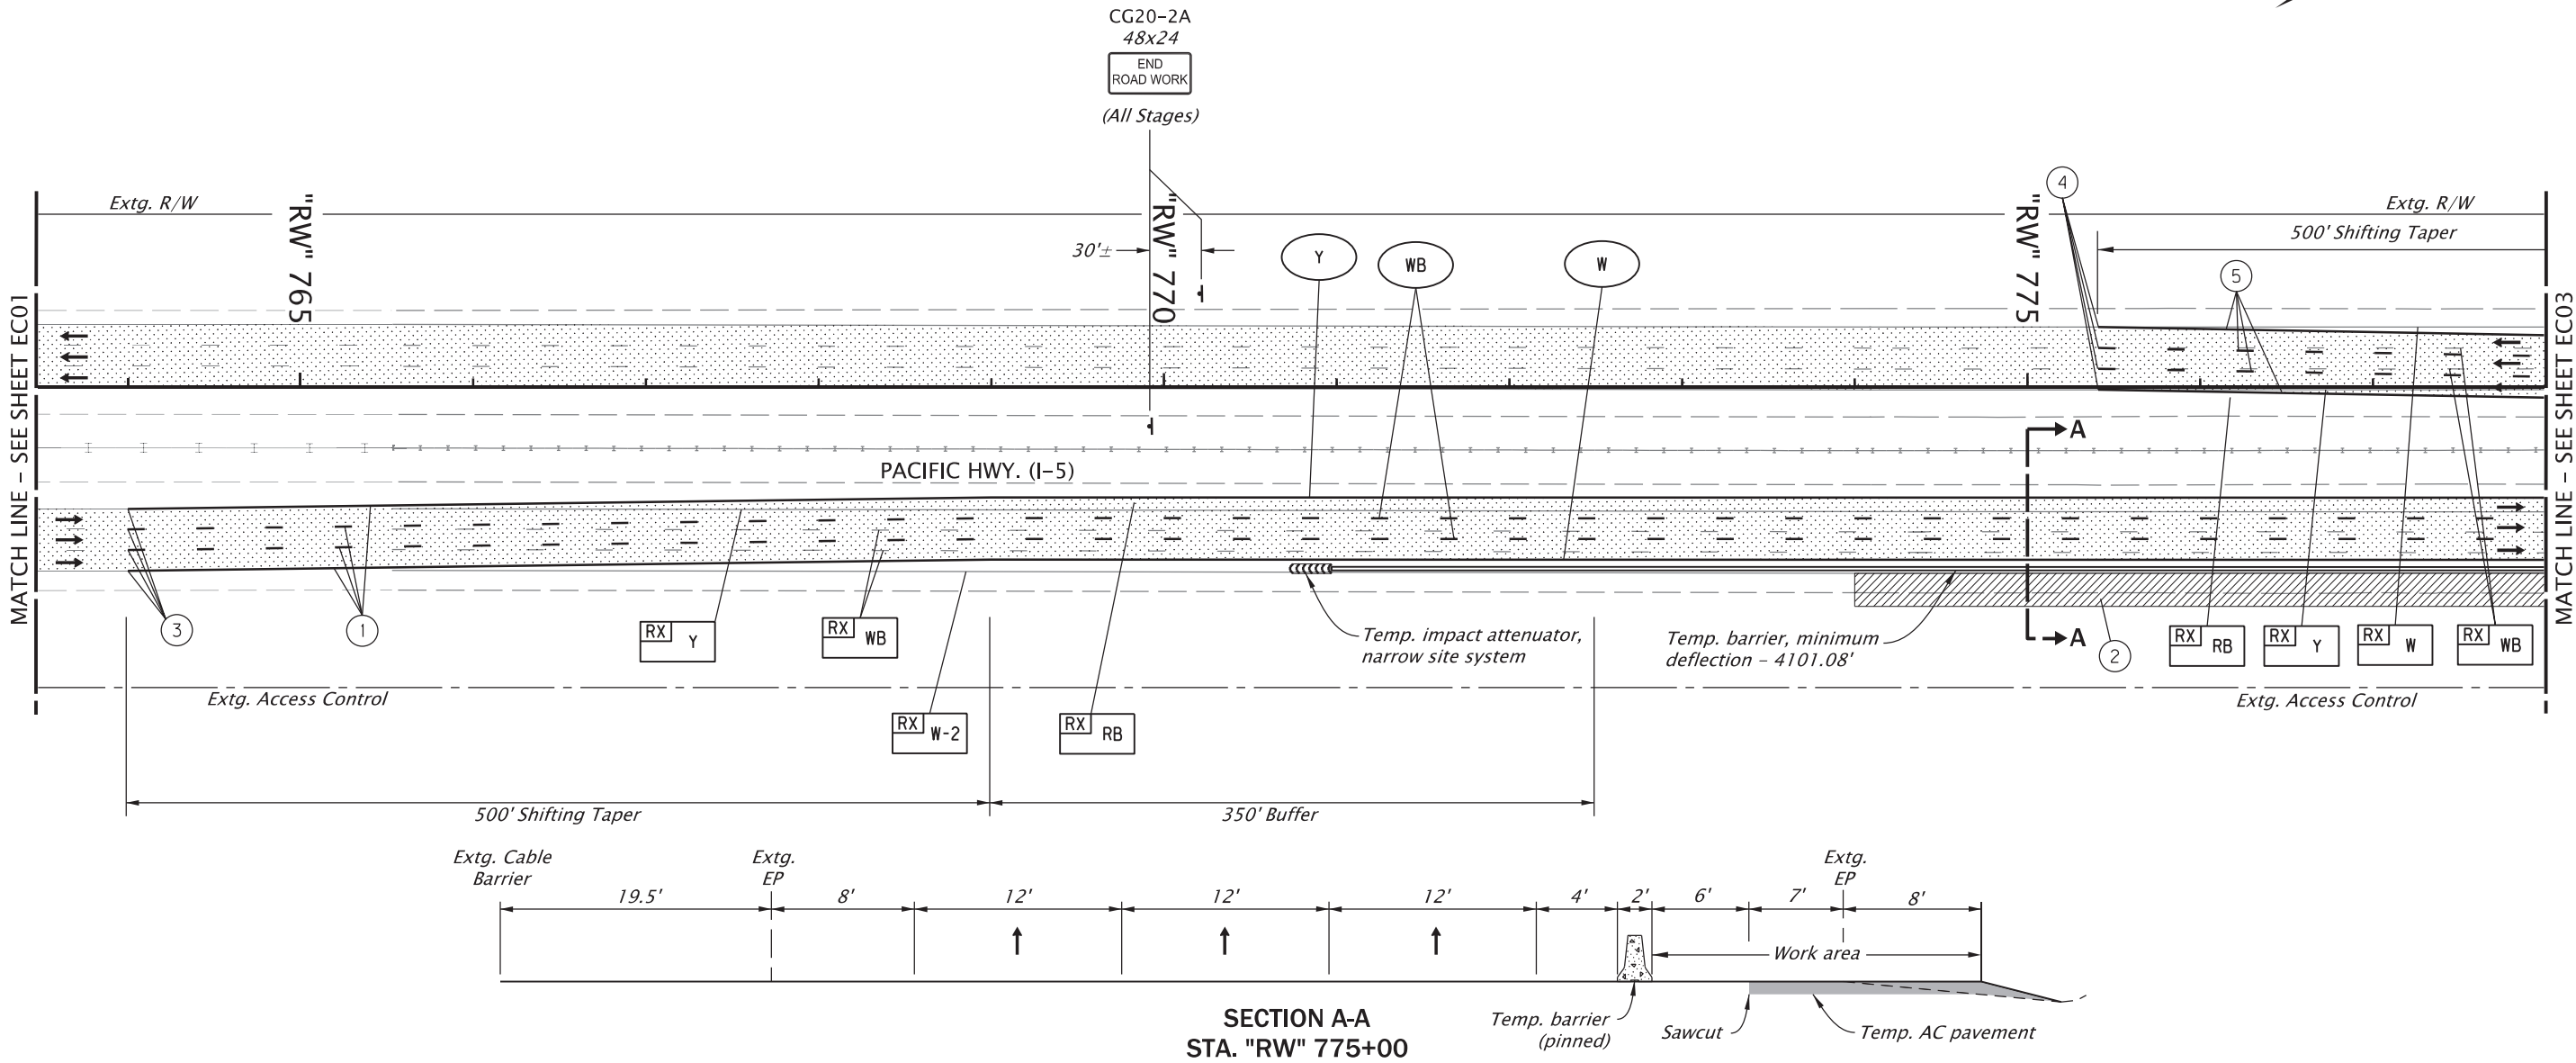 CG20-2A
48x24
END
ROAD WORK
(All Stages)
Extg. R/W
"RW" 765
30'±
"RW" 770
Y
WB
W
"RW" 775
4
Extg. R/W
500' Shifting Taper
5
MATCH LINE – SEE SHEET EC01
MATCH LINE – SEE SHEET EC03
A
PACIFIC HWY. (I–5)
3
1
RX Y
RX WB
Temp. impact attenuator,
narrow site system
Temp. barrier, minimum
deflection – 4101.08'
A
2
RX RB
RX Y
RX W
RX WB
Extg. Access Control
Extg. Access Control
RX W-2
RX RB
500' Shifting Taper
350' Buffer
Extg. Cable
Barrier
Extg.
EP
Extg.
EP
19.5'
8'
12'
12'
12'
4'
2'
6'
7'
8'
Work area
SECTION A-A
STA. "RW" 775+00
Temp. barrier
(pinned)
Sawcut
Temp. AC pavement